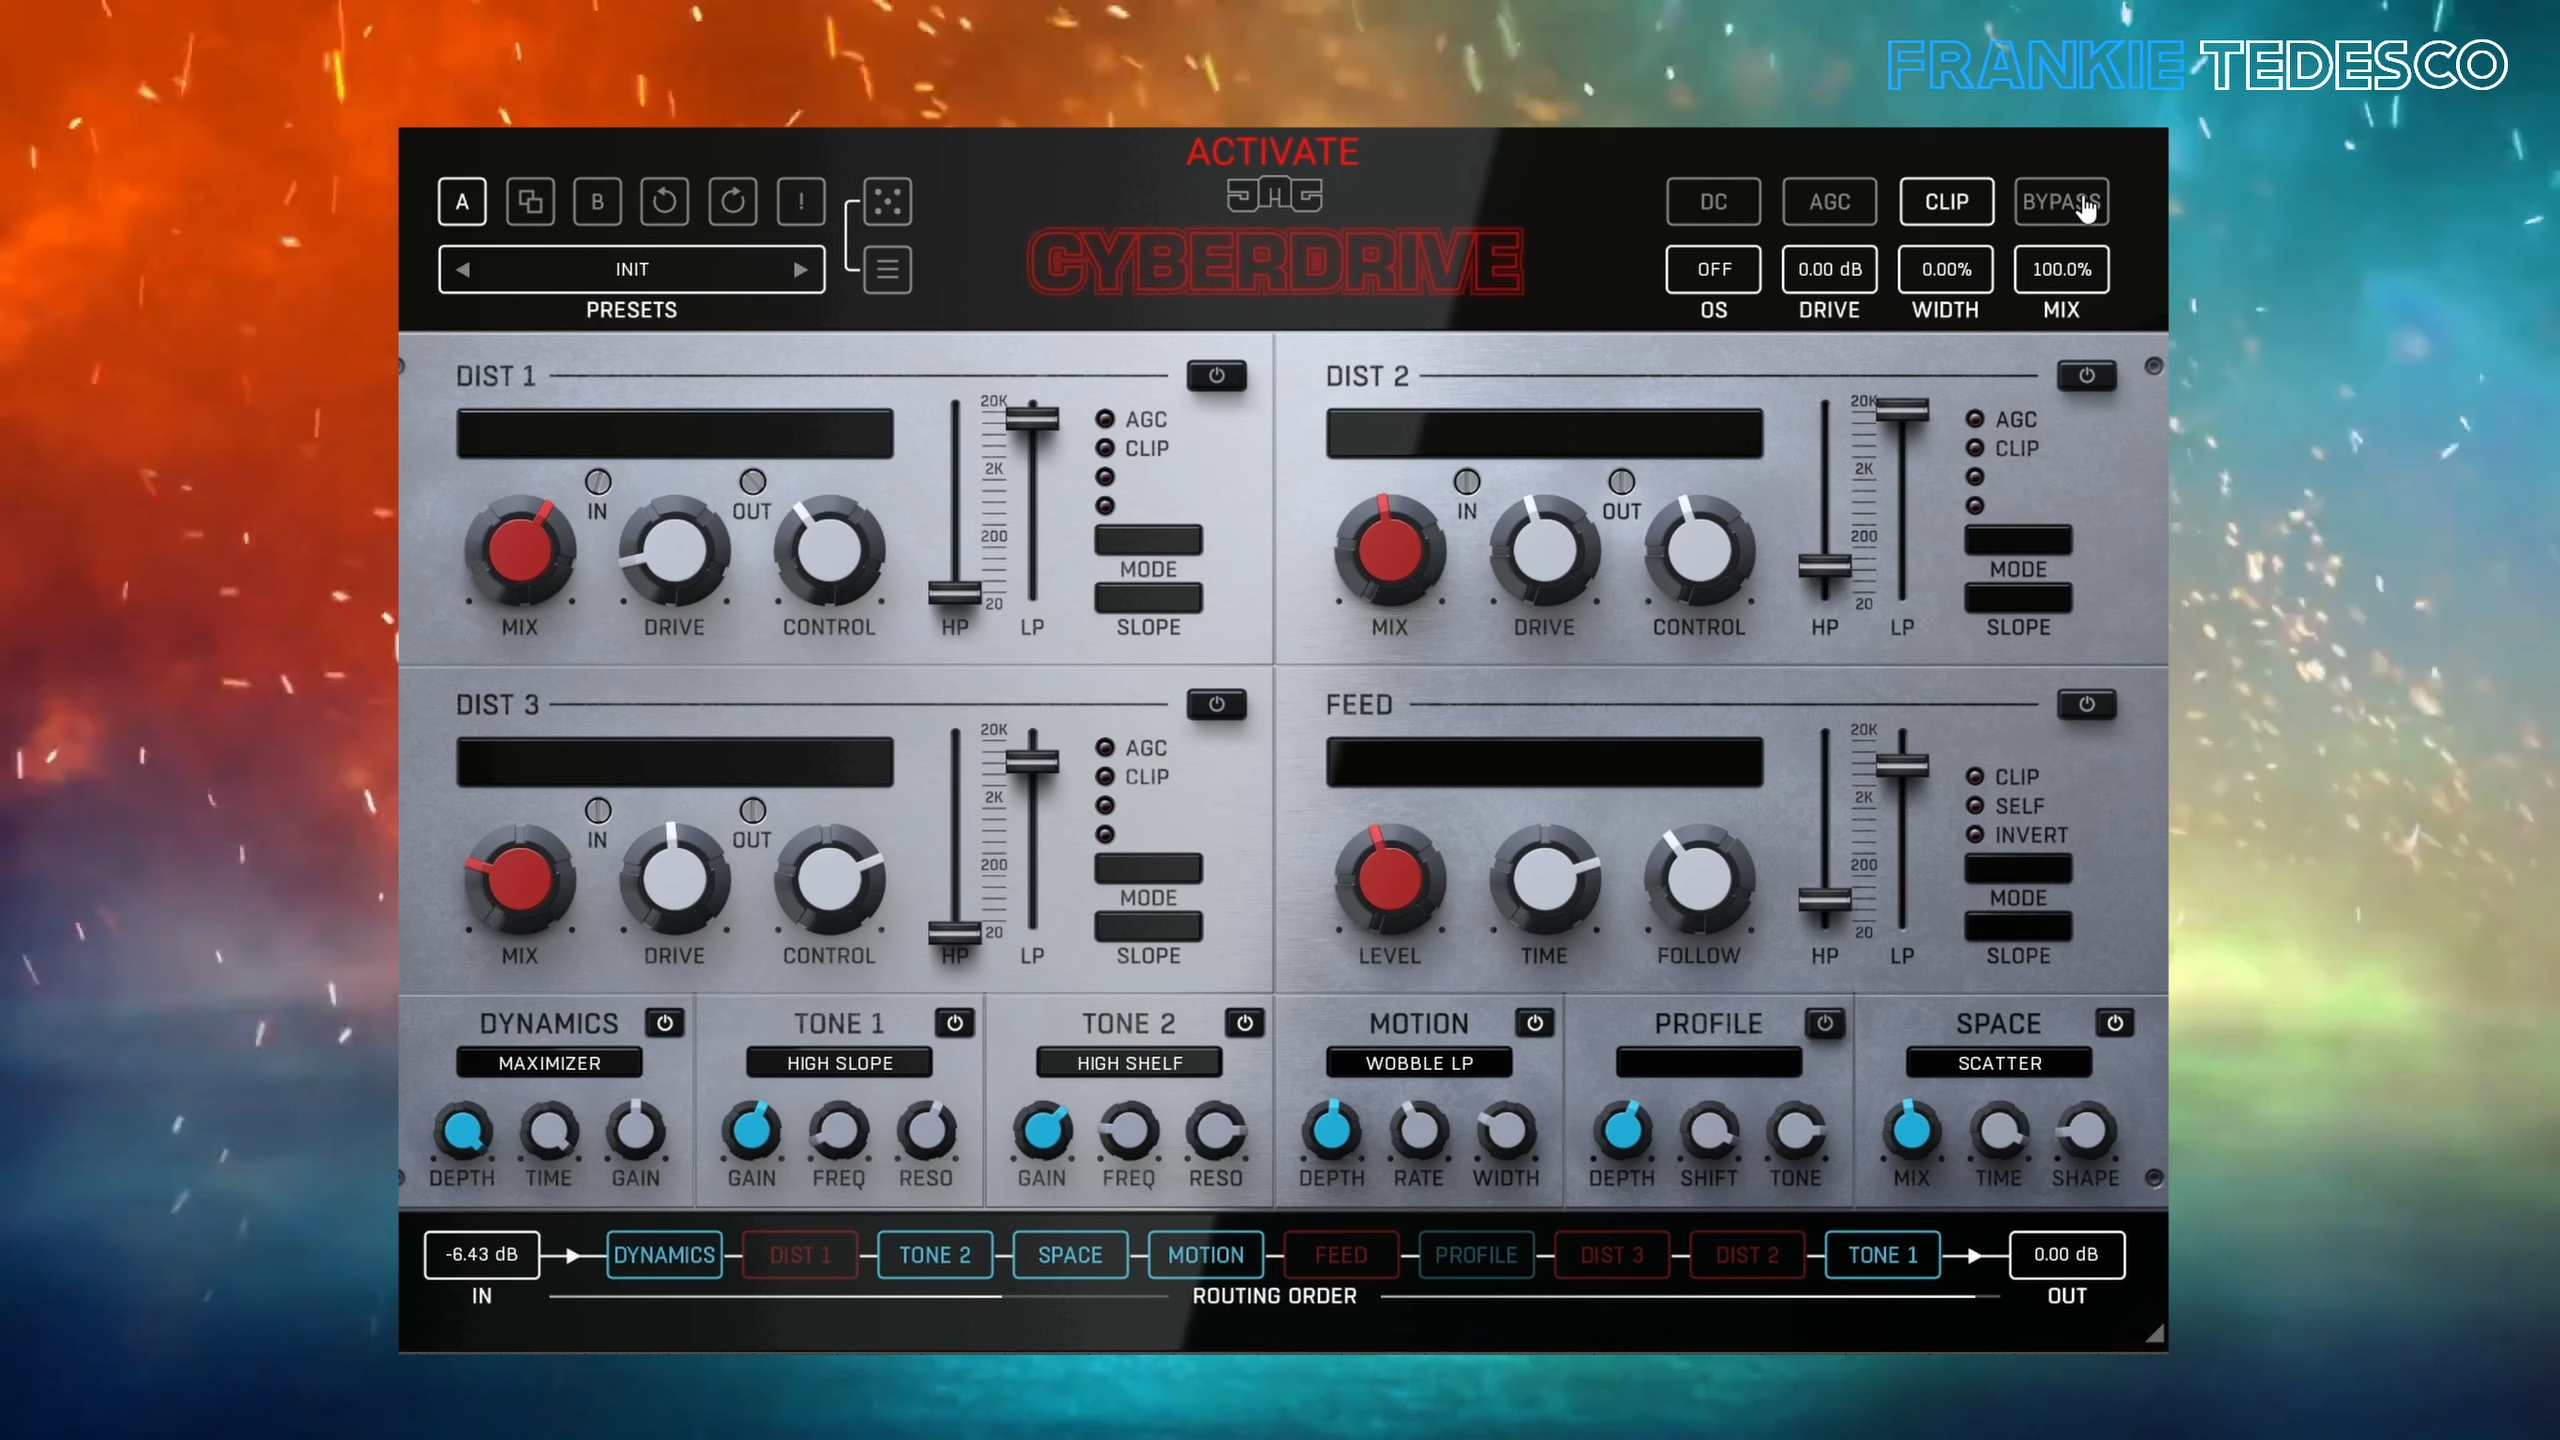 FRANKIE TEDESCO
ACTIVATE
A B ! DC AGC CLIP BYPASS
JMG
CYBERDRIVE
INIT OFF 0.00 dB 0.00% 100.0%
PRESETS OS DRIVE WIDTH MIX
DIST 1
20K AGC
CLIP
2K
IN OUT
200
MODE
20
MIX DRIVE CONTROL HP LP SLOPE
DIST 2
20K AGC
CLIP
2K
IN OUT
200
MODE
20
MIX DRIVE CONTROL HP LP SLOPE
DIST 3
20K AGC
CLIP
2K
IN OUT
200
MODE
20
MIX DRIVE CONTROL HP LP SLOPE
FEED
20K
CLIP
2K SELF
INVERT
200
MODE
20
LEVEL TIME FOLLOW HP LP SLOPE
DYNAMICS
MAXIMIZER
DEPTH TIME GAIN
TONE 1
HIGH SLOPE
GAIN FREQ RESO
TONE 2
HIGH SHELF
GAIN FREQ RESO
MOTION
WOBBLE LP
DEPTH RATE WIDTH
PROFILE
DEPTH SHIFT TONE
SPACE
SCATTER
MIX TIME SHAPE
-6.43 dB DYNAMICS DIST 1 TONE 2 SPACE MOTION FEED PROFILE DIST 3 DIST 2 TONE 1 0.00 dB
IN ROUTING ORDER OUT